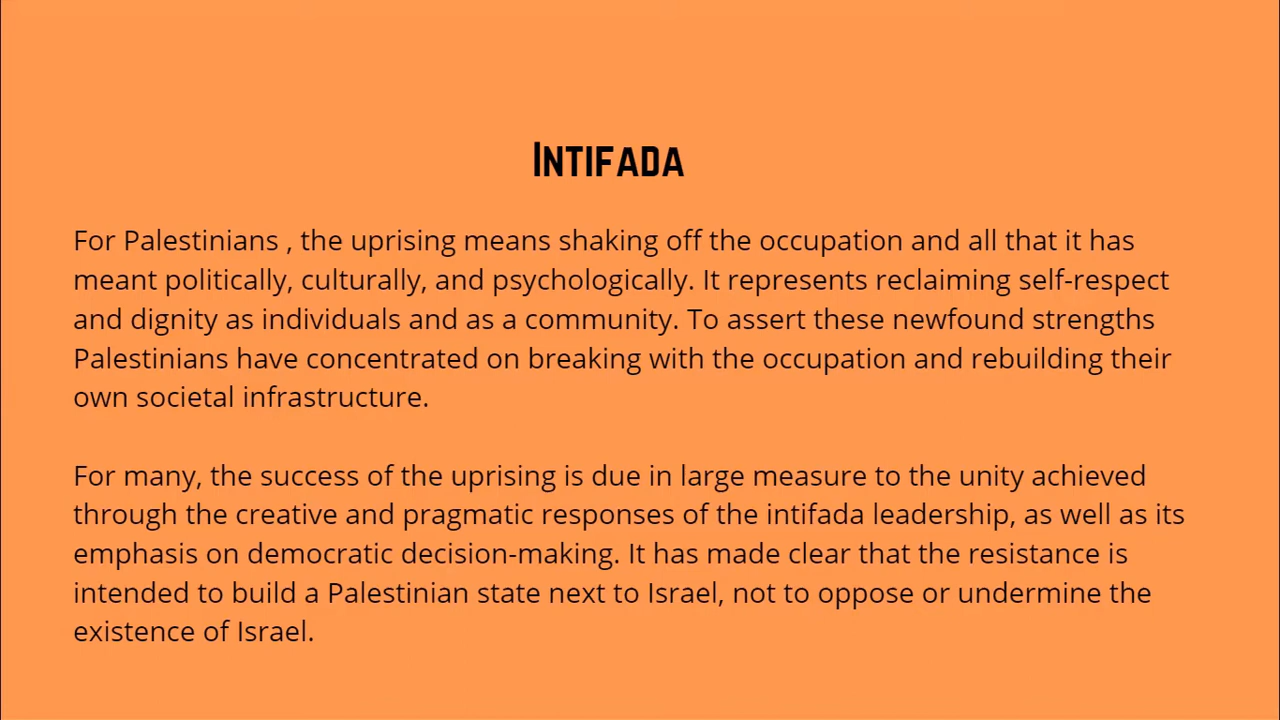 INTIFADA
For Palestinians , the uprising means shaking off the occupation and all that it has
meant politically, culturally, and psychologically. It represents reclaiming self-respect
and dignity as individuals and as a community. To assert these newfound strengths
Palestinians have concentrated on breaking with the occupation and rebuilding their
own societal infrastructure.
For many, the success of the uprising is due in large measure to the unity achieved
through the creative and pragmatic responses of the intifada leadership, as well as its
emphasis on democratic decision-making. It has made clear that the resistance is
intended to build a Palestinian state next to Israel, not to oppose or undermine the
existence of Israel.